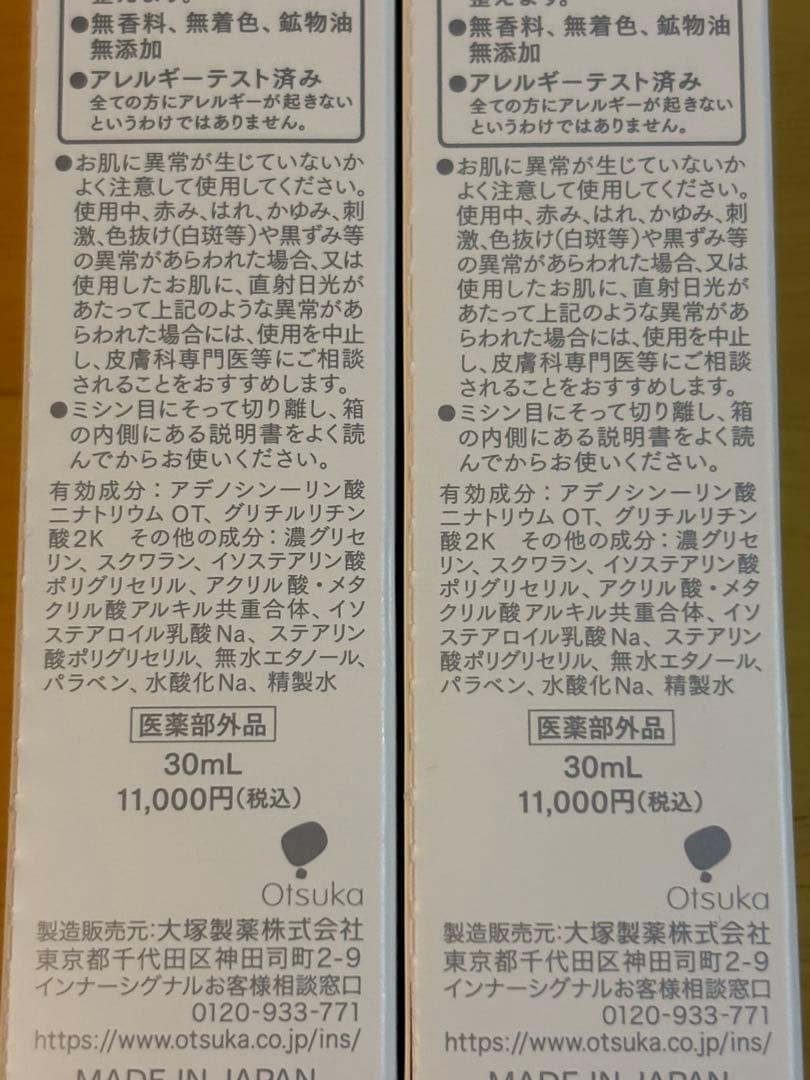 整えます。
●無香料、無着色、鉱物油
無添加
●アレルギーテスト済み
全ての方にアレルギーが起きない
というわけではありません。
●お肌に異常が生じていないか
よく注意して使用してください。
使用中、赤み、はれ、かゆみ、刺
激、色抜け(白斑等)や黒ずみ等
の異常があらわれた場合、又は
使用したお肌に、直射日光が
あたって上記のような異常があ
らわれた場合には、使用を中止
し、皮膚科専門医等にご相談
されることをおすすめします。
●ミシン目にそって切り離し、箱
の内側にある説明書をよく読
んでからお使いください。
有効成分：アデノシン一リン酸
二ナトリウム OT、グリチルリチン
酸2K その他の成分：濃グリセ
リン、スクワラン、イソステアリン酸
ポリグリセリル、アクリル酸・メタ
クリル酸アルキル共重合体、イソ
ステアロイル乳酸Na、ステアリン
酸ポリグリセリル、無水エタノール、
パラベン、水酸化Na、精製水
医薬部外品
30mL
11,000円(税込)
Otsuka
製造販売元:大塚製薬株式会社
東京都千代田区神田司町2-9
インナーシグナルお客様相談窓口
0120-933-771
https://www.otsuka.co.jp/ins/
MADE IN JAPAN
整えます。
●無香料、無着色、鉱物油
無添加
●アレルギーテスト済み
全ての方にアレルギーが起きない
というわけではありません。
●お肌に異常が生じていないか
よく注意して使用してください。
使用中、赤み、はれ、かゆみ、刺
激、色抜け(白斑等)や黒ずみ等
の異常があらわれた場合、又は
使用したお肌に、直射日光が
あたって上記のような異常があ
らわれた場合には、使用を中止
し、皮膚科専門医等にご相談
されることをおすすめします。
●ミシン目にそって切り離し、箱
の内側にある説明書をよく読
んでからお使いください。
有効成分：アデノシン一リン酸
二ナトリウム OT、グリチルリチン
酸2K その他の成分：濃グリセ
リン、スクワラン、イソステアリン酸
ポリグリセリル、アクリル酸・メタ
クリル酸アルキル共重合体、イソ
ステアロイル乳酸Na、ステアリン
酸ポリグリセリル、無水エタノール、
パラベン、水酸化Na、精製水
医薬部外品
30mL
11,000円(税込)
Otsuka
製造販売元:大塚製薬株式会社
東京都千代田区神田司町2-9
インナーシグナルお客様相談窓口
0120-933-771
https://www.otsuka.co.jp/ins/
MADE IN JAPAN